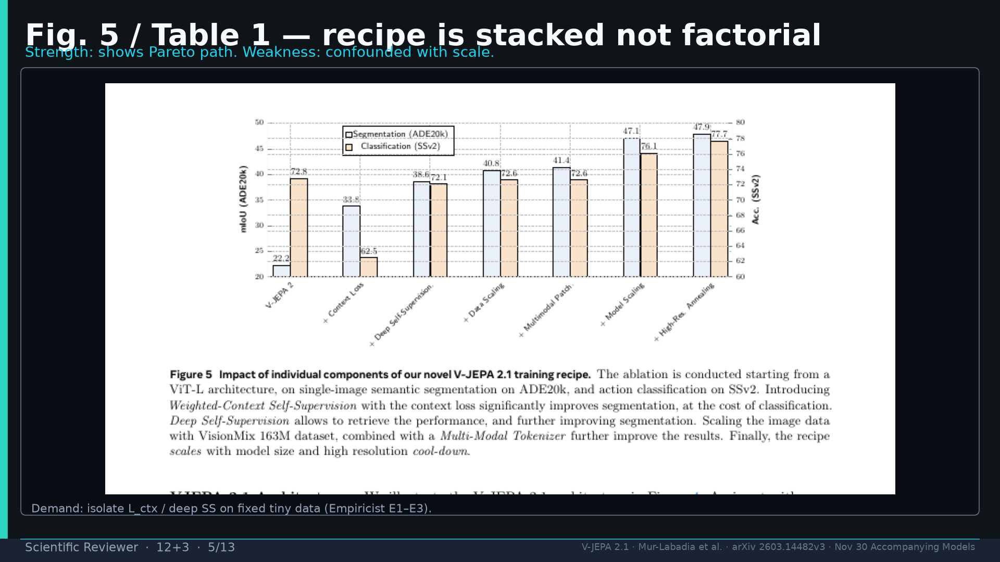 Fig. 5 / Table 1 — recipe is stacked not factorial
Strength: shows Pareto path. Weakness: confounded with scale.
50
45
40
35
30
25
20
mIoU (ADE20k)
Segmentation (ADE20k)
Classification (SSv2)
22.2
72.8
33.8
62.5
38.6
72.1
40.8
72.6
41.4
72.6
47.1
76.1
47.9
77.7
80
78
76
74
72
70
68
66
64
62
60
Acc. (SSv2)
V-JEPA 2
+ Context Loss
+ Deep Self-Supervision.
+ Data Scaling
+ Multimodal Patch.
+ Model Scaling
+ High-Res. Annealing
Figure 5 Impact of individual components of our novel V-JEPA 2.1 training recipe. The ablation is conducted starting from a
ViT-L architecture, on single-image semantic segmentation on ADE20k, and action classification on SSv2. Introducing
Weighted-Context Self-Supervision with the context loss significantly improves segmentation, at the cost of classification.
Deep Self-Supervision allows to retrieve the performance, and further improving segmentation. Scaling the image data
with VisionMix 163M dataset, combined with a Multi-Modal Tokenizer further improve the results. Finally, the recipe
scales with model size and high resolution cool-down.
Demand: isolate L_ctx / deep SS on fixed tiny data (Empiricist E1–E3).
Scientific Reviewer · 12+3 · 5/13
V-JEPA 2.1 · Mur-Labadia et al. · arXiv 2603.14482v3 · Nov 30 Accompanying Models